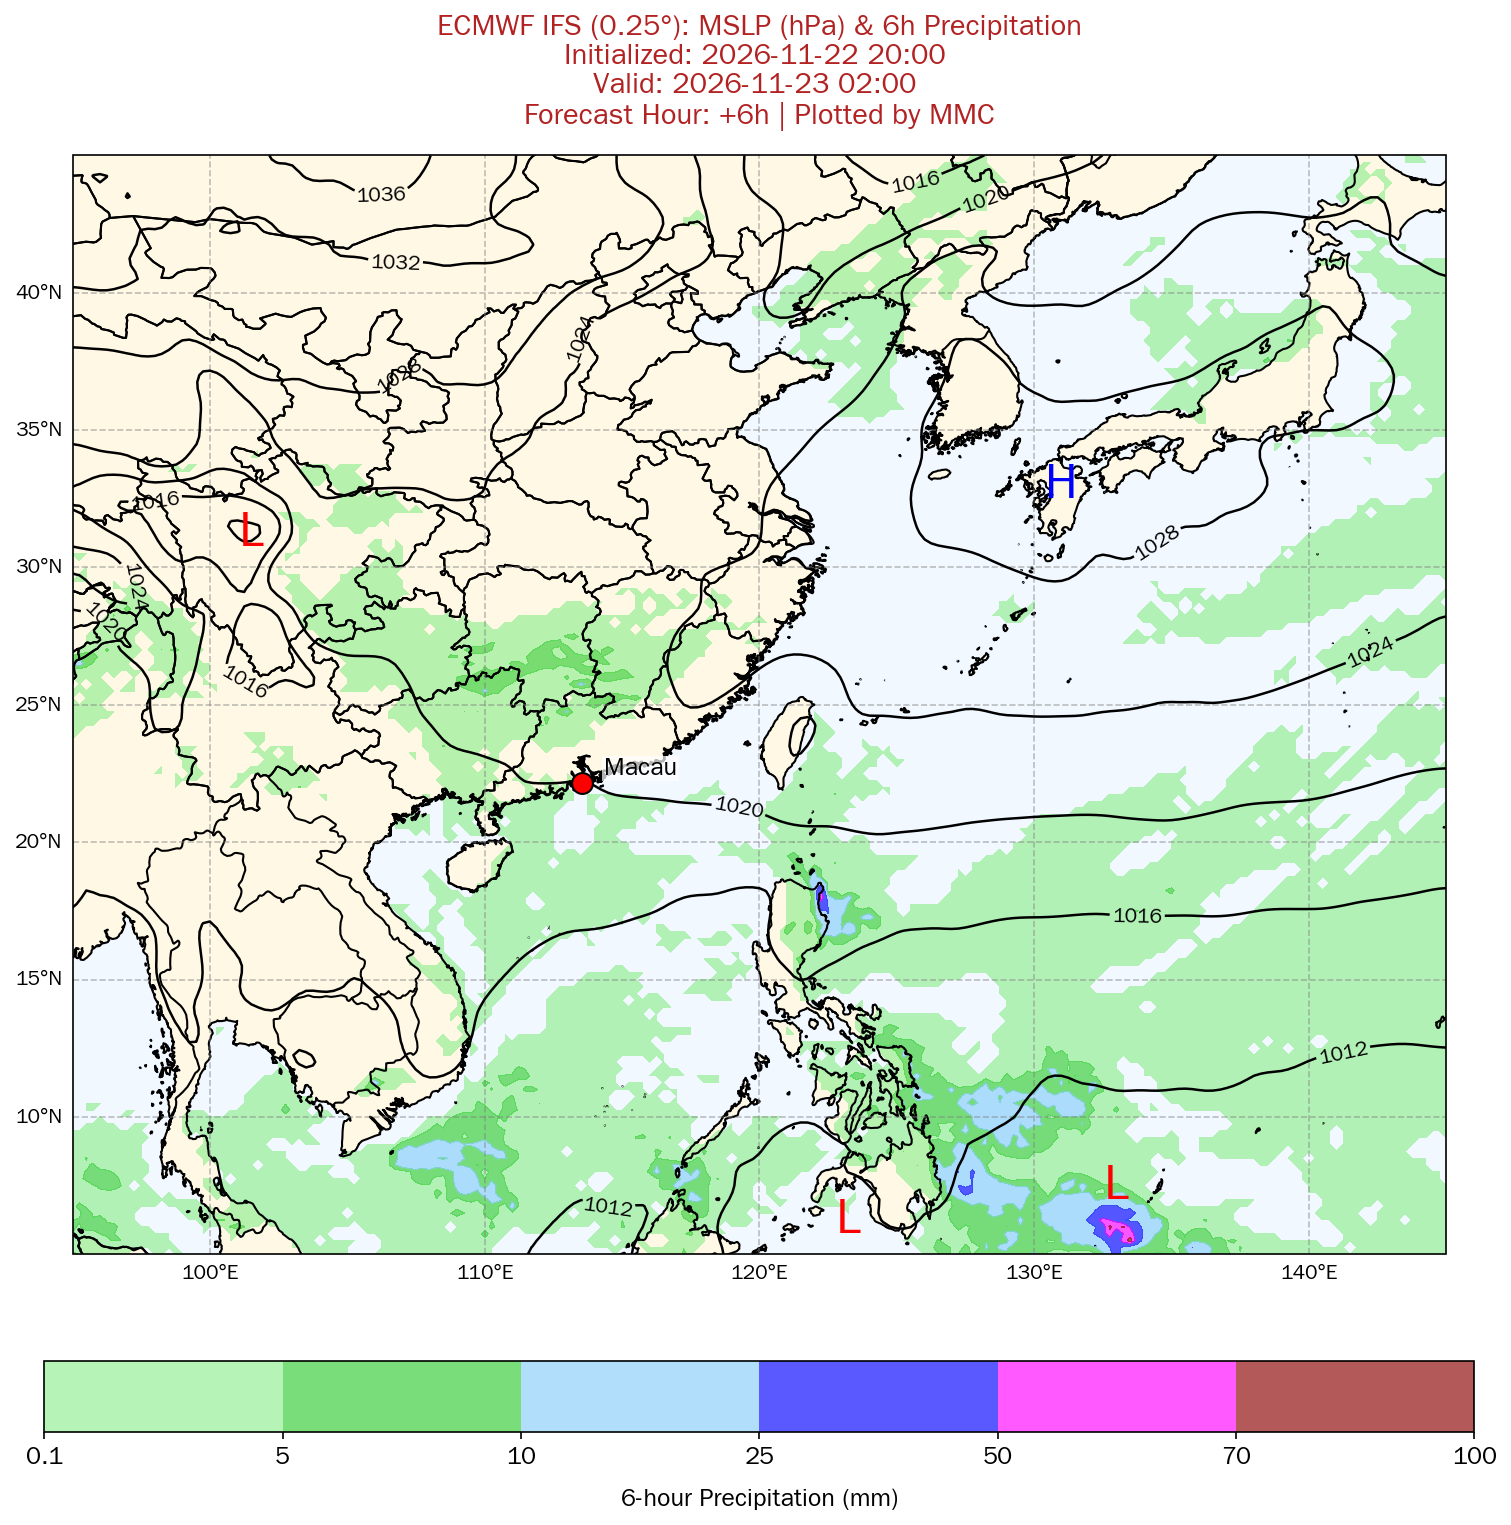 ECMWF IFS (0.25°): MSLP (hPa) & 6h Precipitation
Initialized: 2026-11-22 20:00
Valid: 2026-11-23 02:00
Forecast Hour: +6h | Plotted by MMC
1036
1016
1020
1032
40°N
1024
1028
35°N
H
1016
L
1028
30°N
1024
1020
1024
1016
25°N
Macau
1020
20°N
1016
15°N
1012
10°N
L
1012
L
100°E 110°E 120°E 130°E 140°E
0.1 5 10 25 50 70 100
6-hour Precipitation (mm)